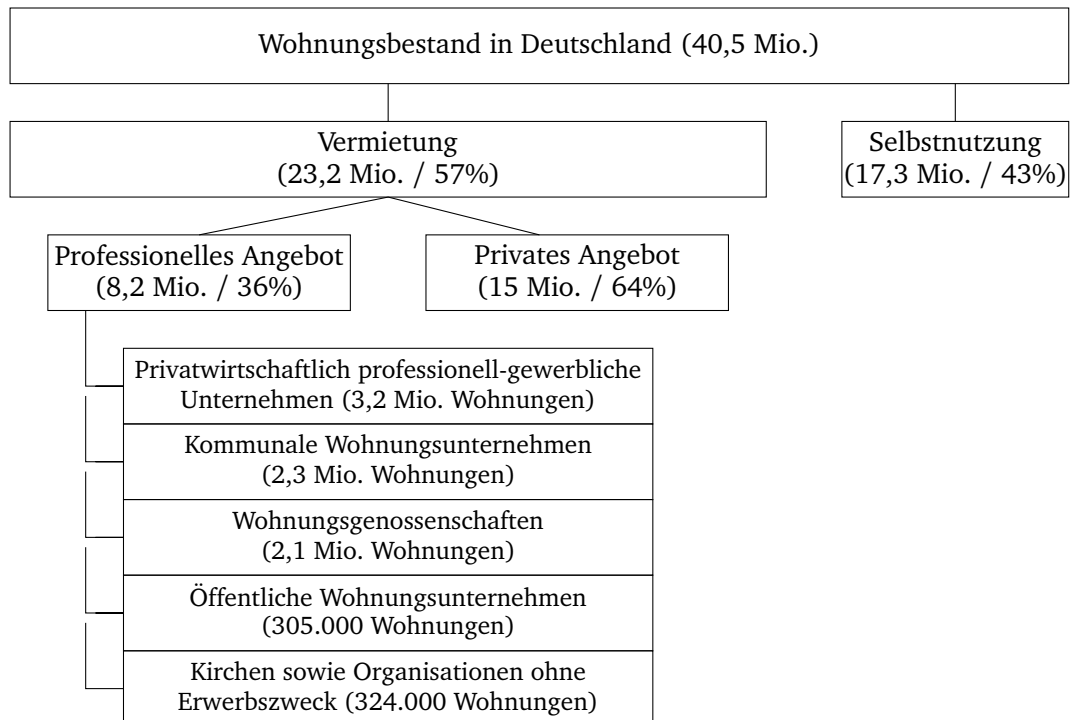 Wohnungsbestand in Deutschland (40,5 Mio.)
Vermietung
(23,2 Mio. / 57%)
Selbstnutzung
(17,3 Mio. / 43%)
Professionelles Angebot
(8,2 Mio. / 36%)
Privates Angebot
(15 Mio. / 64%)
Privatwirtschaftlich professionell-gewerbliche
Unternehmen (3,2 Mio. Wohnungen)
Kommunale Wohnungsunternehmen
(2,3 Mio. Wohnungen)
Wohnungsgenossenschaften
(2,1 Mio. Wohnungen)
Öffentliche Wohnungsunternehmen
(305.000 Wohnungen)
Kirchen sowie Organisationen ohne
Erwerbszweck (324.000 Wohnungen)